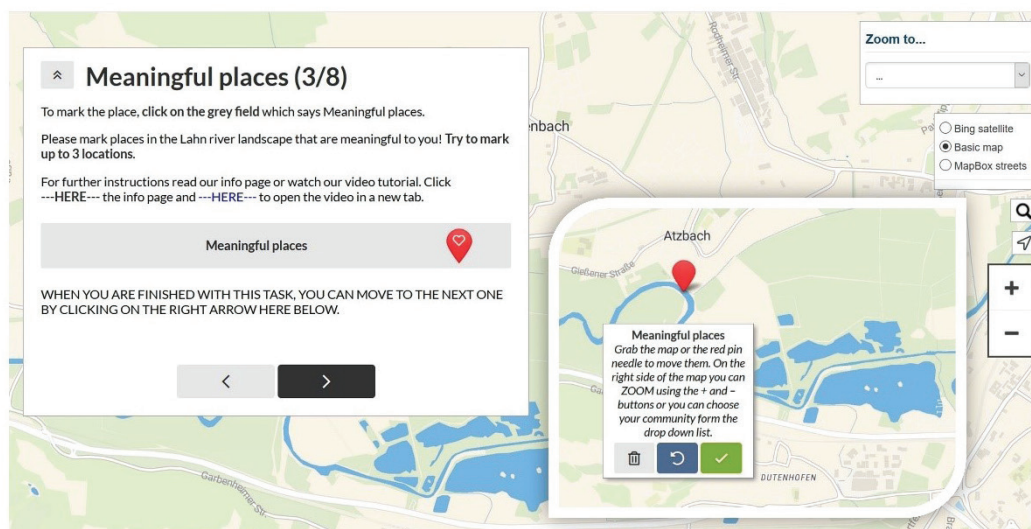 Meaningful places (3/8)
To mark the place, click on the grey field which says Meaningful places.
Please mark places in the Lahn river landscape that are meaningful to you! Try to mark
up to 3 locations.
For further instructions read our info page or watch our video tutorial. Click
---HERE--- the info page and ---HERE--- to open the video in a new tab.
Meaningful places
WHEN YOU ARE FINISHED WITH THIS TASK, YOU CAN MOVE TO THE NEXT ONE
BY CLICKING ON THE RIGHT ARROW HERE BELOW.
Garbenheimer Str.
nbach
Rodheimer Str
Zoom to...
...
Bing satellite
Basic map
MapBox streets
+
−
Atzbach
Gießener Straße
Meaningful places
Grab the map or the red pin
needle to move them. On the
right side of the map you can
ZOOM using the + and –
buttons or you can choose
your community form the
drop down list.
DUTENHOFEN